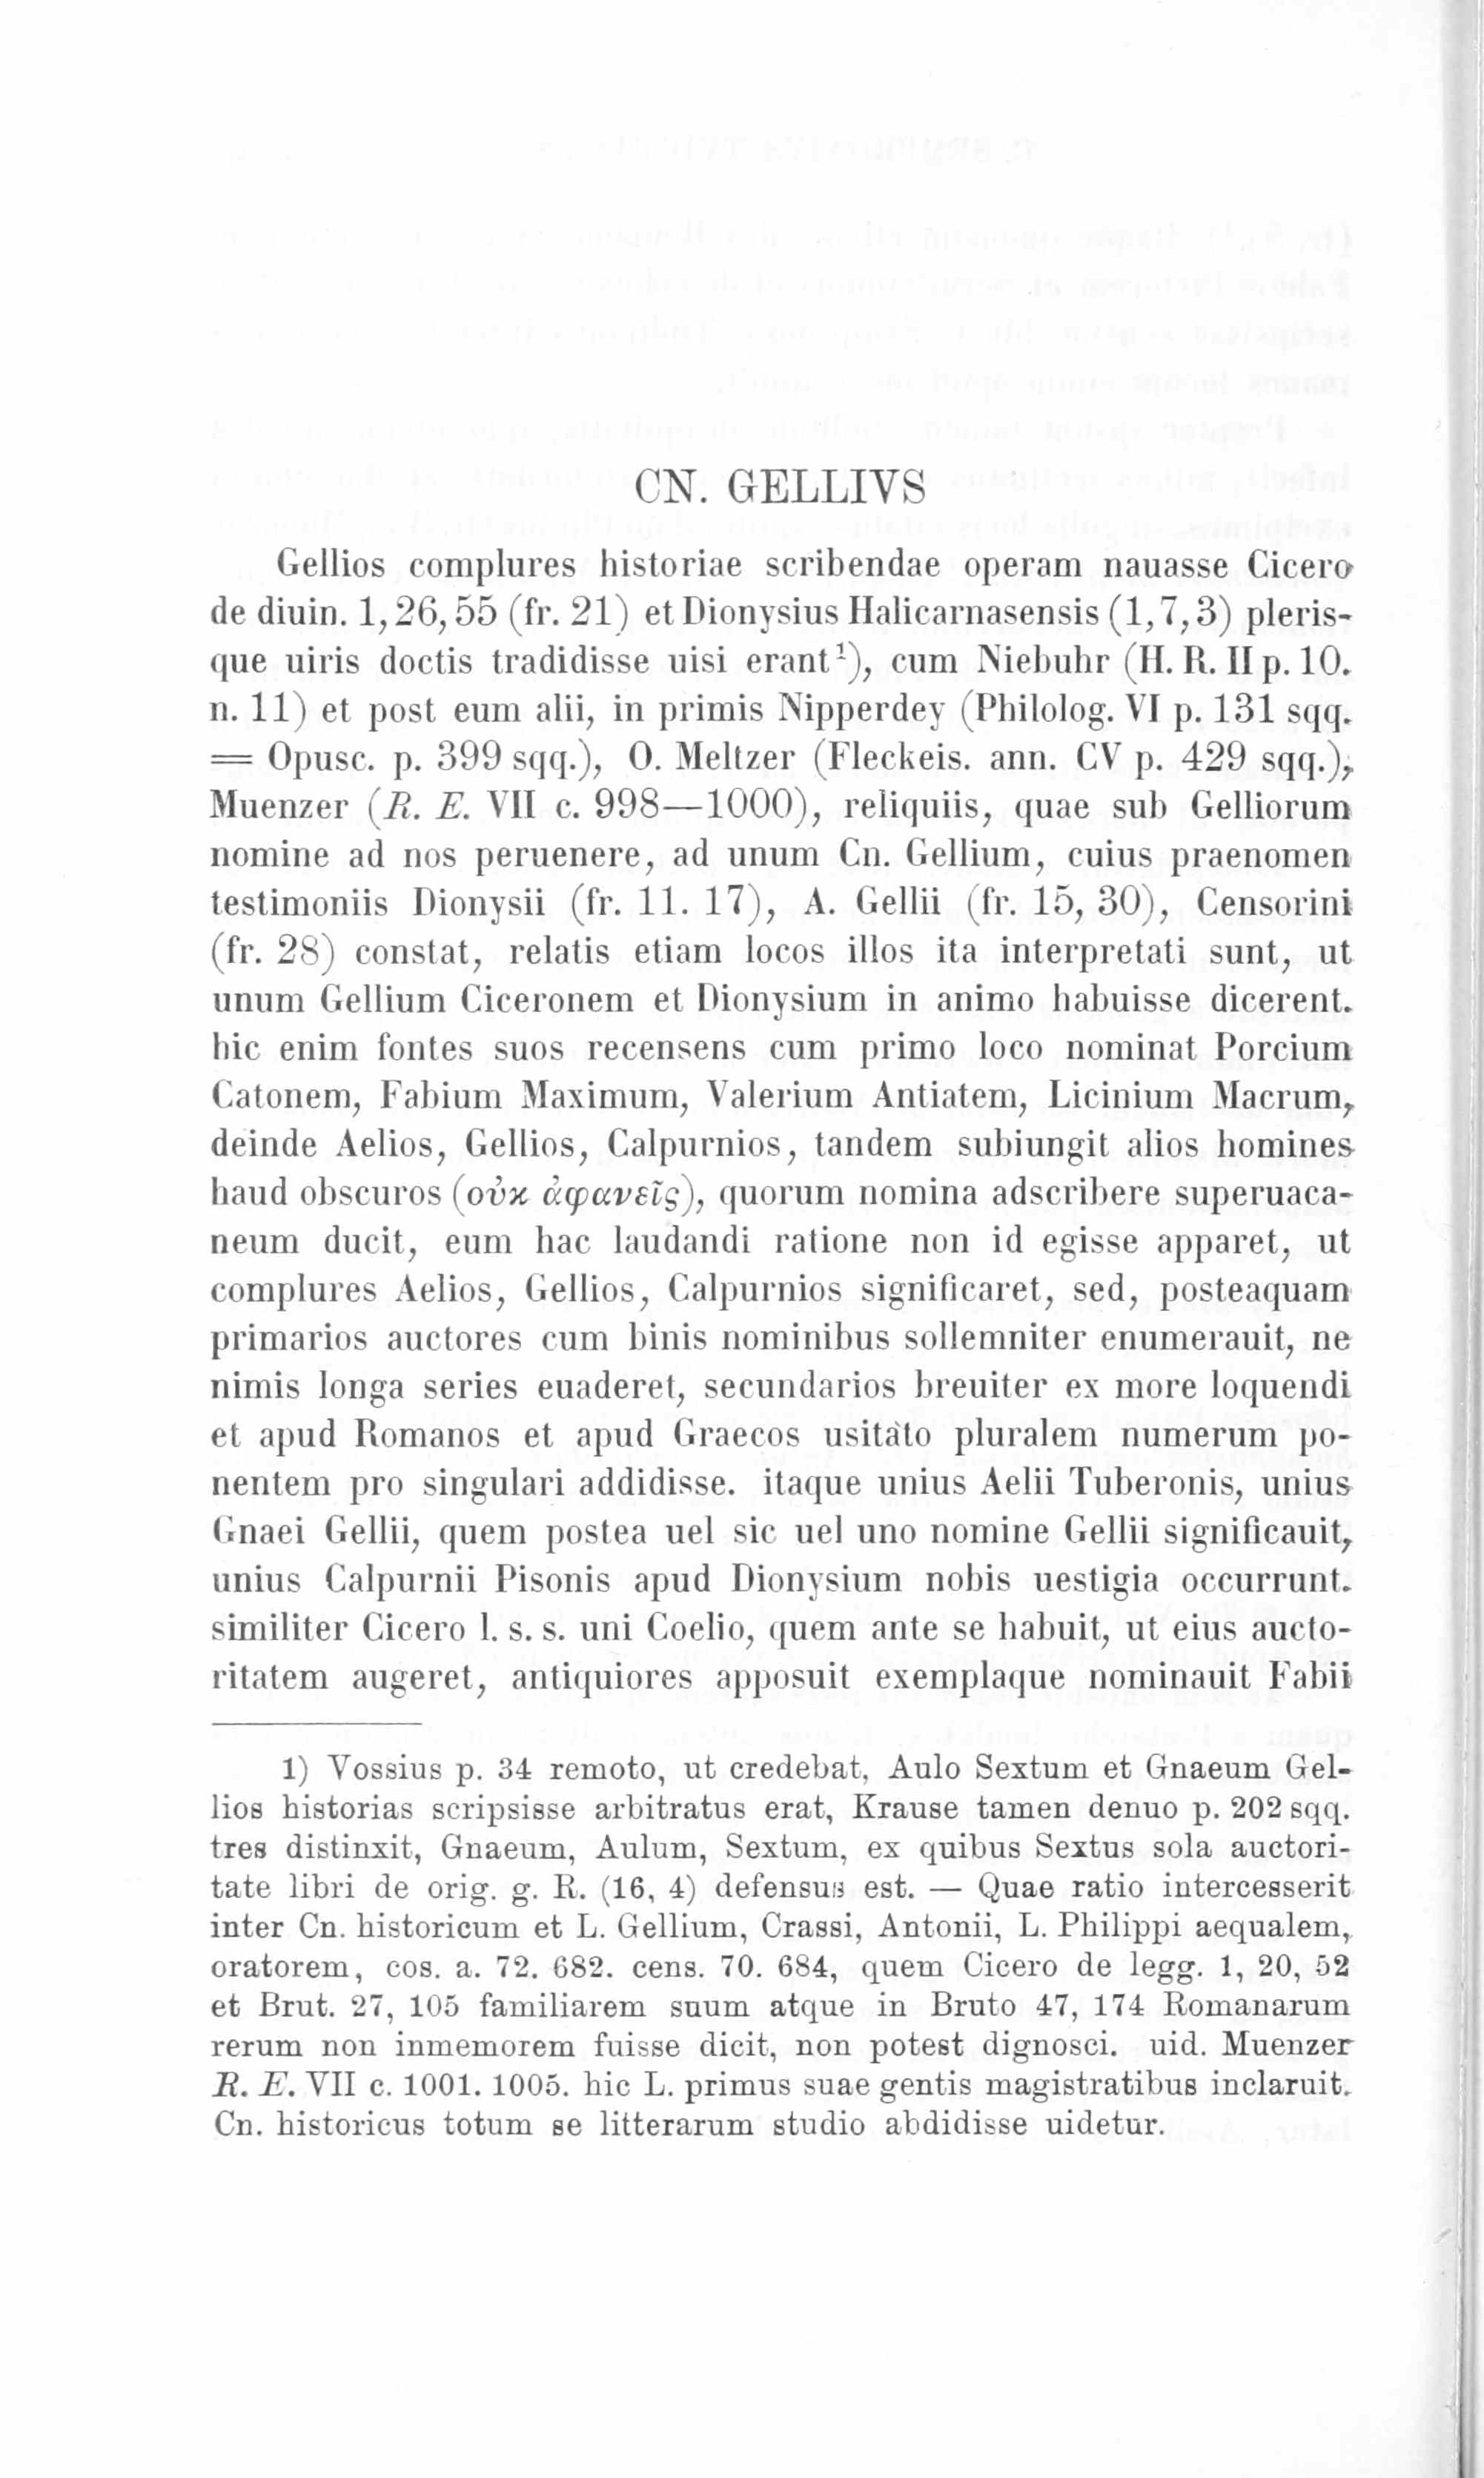 CN. GELLIVS
Gellios complures historiae scribendae operam nauasse Cicero
de diuin. 1,26,55 (fr. 21) et Dionysius Halicarnasensis (1,7,3) pleris-
que uiris doctis tradidisse uisi erant¹), cum Niebuhr (H. R. II p. 10.
n. 11) et post eum alii, in primis Nipperdey (Philolog. VI p. 131 sqq.
= Opusc. p. 399 sqq.), O. Meltzer (Fleckeis. ann. CV p. 429 sqq.),
Muenzer (R. E. VII c. 998—1000), reliquiis, quae sub Gelliorum
nomine ad nos peruenere, ad unum Cn. Gellium, cuius praenomen
testimoniis Dionysii (fr. 11. 17), A. Gellii (fr. 15, 30), Censorini
(fr. 28) constat, relatis etiam locos illos ita interpretati sunt, ut
unum Gellium Ciceronem et Dionysium in animo habuisse dicerent.
hic enim fontes suos recensens cum primo loco nominat Porcium
Catonem, Fabium Maximum, Valerium Antiatem, Licinium Macrum,
deinde Aelios, Gellios, Calpurnios, tandem subiungit alios homines
haud obscuros (οὐκ ἀφανεῖς), quorum nomina adscribere superuaca-
neum ducit, eum hac laudandi ratione non id egisse apparet, ut
complures Aelios, Gellios, Calpurnios significaret, sed, posteaquam
primarios auctores cum binis nominibus sollemniter enumerauit, ne
nimis longa series euaderet, secundarios breuiter ex more loquendi
et apud Romanos et apud Graecos usitato pluralem numerum po-
nentem pro singulari addidisse. itaque unius Aelii Tuberonis, unius
Gnaei Gellii, quem postea uel sic uel uno nomine Gellii significauit,
unius Calpurnii Pisonis apud Dionysium nobis uestigia occurrunt.
similiter Cicero l. s. s. uni Coelio, quem ante se habuit, ut eius aucto-
ritatem augeret, antiquiores apposuit exemplaque nominauit Fabii
1) Vossius p. 34 remoto, ut credebat, Aulo Sextum et Gnaeum Gel-
lios historias scripsisse arbitratus erat, Krause tamen denuo p. 202 sqq.
tres distinxit, Gnaeum, Aulum, Sextum, ex quibus Sextus sola auctori-
tate libri de orig. g. R. (16, 4) defensus est. — Quae ratio intercesserit
inter Cn. historicum et L. Gellium, Crassi, Antonii, L. Philippi aequalem,
oratorem, cos. a. 72. 682. cens. 70. 684, quem Cicero de legg. 1, 20, 52
et Brut. 27, 105 familiarem suum atque in Bruto 47, 174 Romanarum
rerum non inmemorem fuisse dicit, non potest dignosci. uid. Muenzer
R. E. VII c. 1001. 1005. hic L. primus suae gentis magistratibus inclaruit.
Cn. historicus totum se litterarum studio abdidisse uidetur.